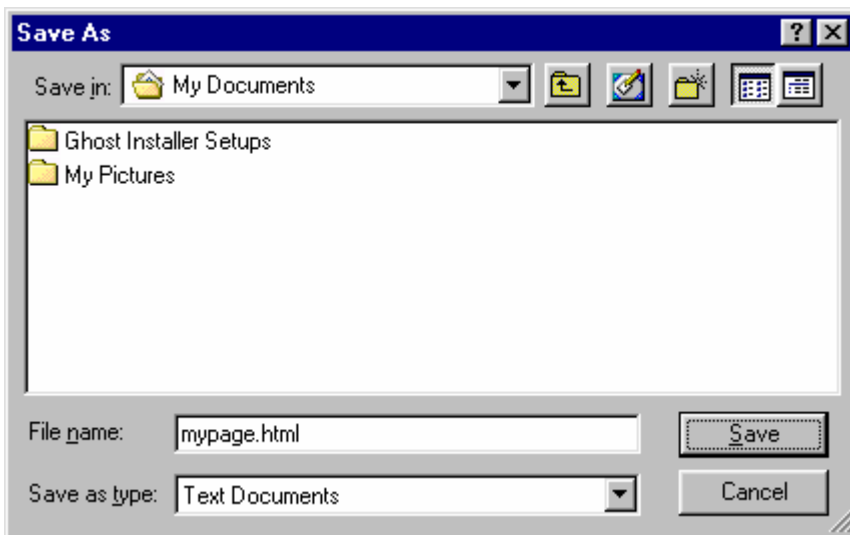 Save As
Save in: My Documents
Ghost Installer Setups
My Pictures
File name: mypage.html Save
Save as type: Text Documents Cancel